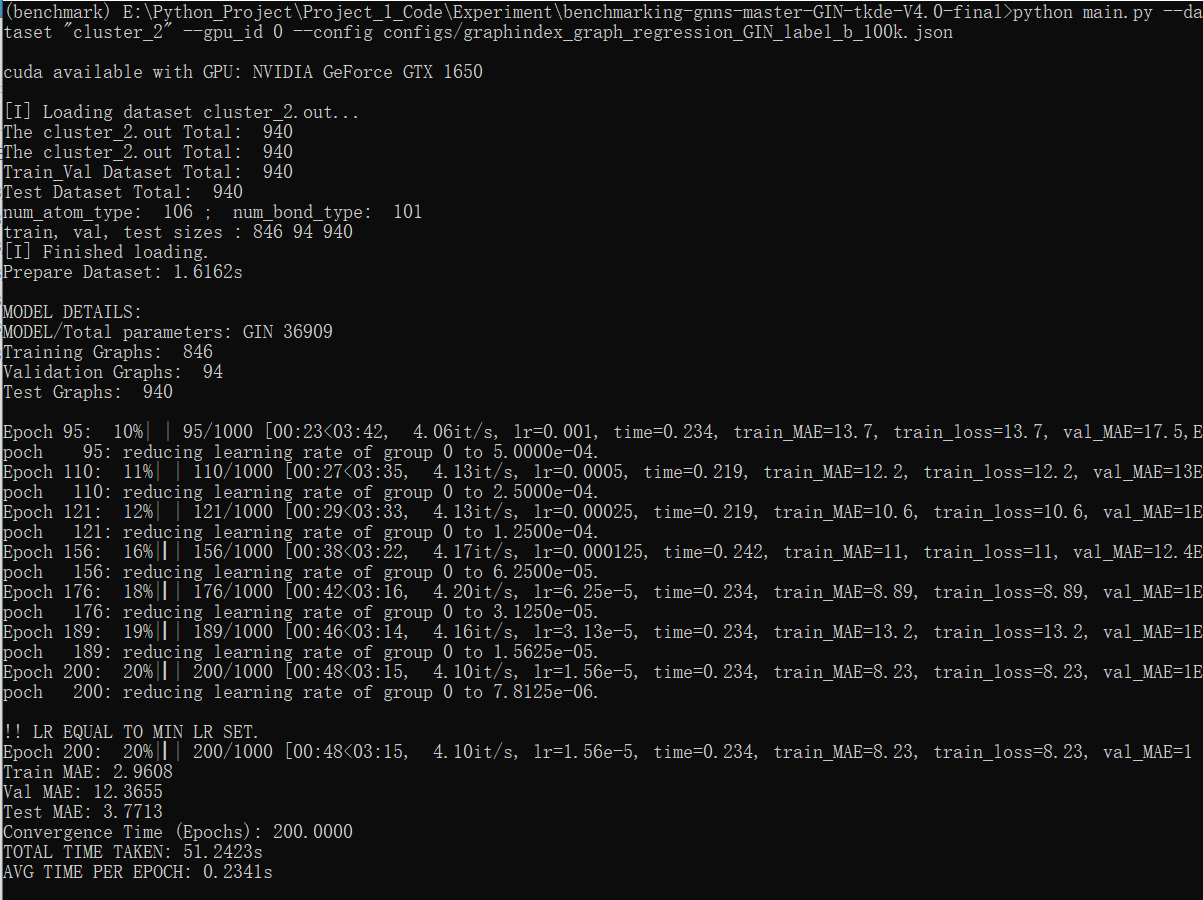 (benchmark) E:\Python_Project\Project_1_Code\Experiment\benchmarking-gnns-master-GIN-tkde-V4.0-final>python main.py --da
taset "cluster_2" --gpu_id 0 --config configs/graphindex_graph_regression_GIN_label_b_100k.json
cuda available with GPU: NVIDIA GeForce GTX 1650
[I] Loading dataset cluster_2.out...
The cluster_2.out Total:  940
The cluster_2.out Total:  940
Train_Val Dataset Total:  940
Test Dataset Total:  940
num_atom_type:  106 ;  num_bond_type:  101
train, val, test sizes : 846 94 940
[I] Finished loading.
Prepare Dataset: 1.6162s
MODEL DETAILS:
MODEL/Total parameters: GIN 36909
Training Graphs:  846
Validation Graphs:  94
Test Graphs:  940
Epoch 95:  10%| | 95/1000 [00:23<03:42,  4.06it/s, lr=0.001, time=0.234, train_MAE=13.7, train_loss=13.7, val_MAE=17.5,E
poch    95: reducing learning rate of group 0 to 5.0000e-04.
Epoch 110:  11%| | 110/1000 [00:27<03:35,  4.13it/s, lr=0.0005, time=0.219, train_MAE=12.2, train_loss=12.2, val_MAE=13E
poch   110: reducing learning rate of group 0 to 2.5000e-04.
Epoch 121:  12%| | 121/1000 [00:29<03:33,  4.13it/s, lr=0.00025, time=0.219, train_MAE=10.6, train_loss=10.6, val_MAE=1E
poch   121: reducing learning rate of group 0 to 1.2500e-04.
Epoch 156:  16%|▏| 156/1000 [00:38<03:22,  4.17it/s, lr=0.000125, time=0.242, train_MAE=11, train_loss=11, val_MAE=12.4E
poch   156: reducing learning rate of group 0 to 6.2500e-05.
Epoch 176:  18%|▏| 176/1000 [00:42<03:16,  4.20it/s, lr=6.25e-5, time=0.234, train_MAE=8.89, train_loss=8.89, val_MAE=1E
poch   176: reducing learning rate of group 0 to 3.1250e-05.
Epoch 189:  19%|▏| 189/1000 [00:46<03:14,  4.16it/s, lr=3.13e-5, time=0.234, train_MAE=13.2, train_loss=13.2, val_MAE=1E
poch   189: reducing learning rate of group 0 to 1.5625e-05.
Epoch 200:  20%|▏| 200/1000 [00:48<03:15,  4.10it/s, lr=1.56e-5, time=0.234, train_MAE=8.23, train_loss=8.23, val_MAE=1E
poch   200: reducing learning rate of group 0 to 7.8125e-06.
!! LR EQUAL TO MIN LR SET.
Epoch 200:  20%|▏| 200/1000 [00:48<03:15,  4.10it/s, lr=1.56e-5, time=0.234, train_MAE=8.23, train_loss=8.23, val_MAE=1
Train MAE: 2.9608
Val MAE: 12.3655
Test MAE: 3.7713
Convergence Time (Epochs): 200.0000
TOTAL TIME TAKEN: 51.2423s
AVG TIME PER EPOCH: 0.2341s